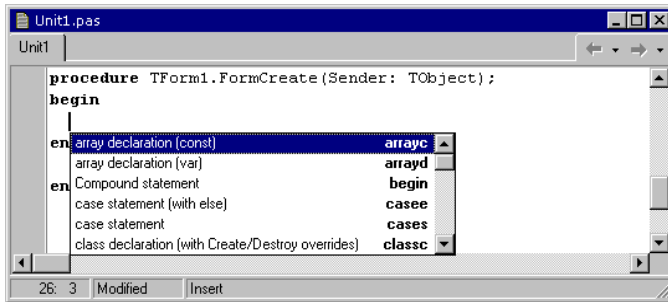 Unit1.pas
Unit1
procedure TForm1.FormCreate(Sender: TObject);
begin
en
array declaration (const) arrayc
array declaration (var) arrayd
en
Compound statement begin
case statement (with else) casee
case statement cases
class declaration (with Create/Destroy overrides) classc
26: 3 Modified Insert